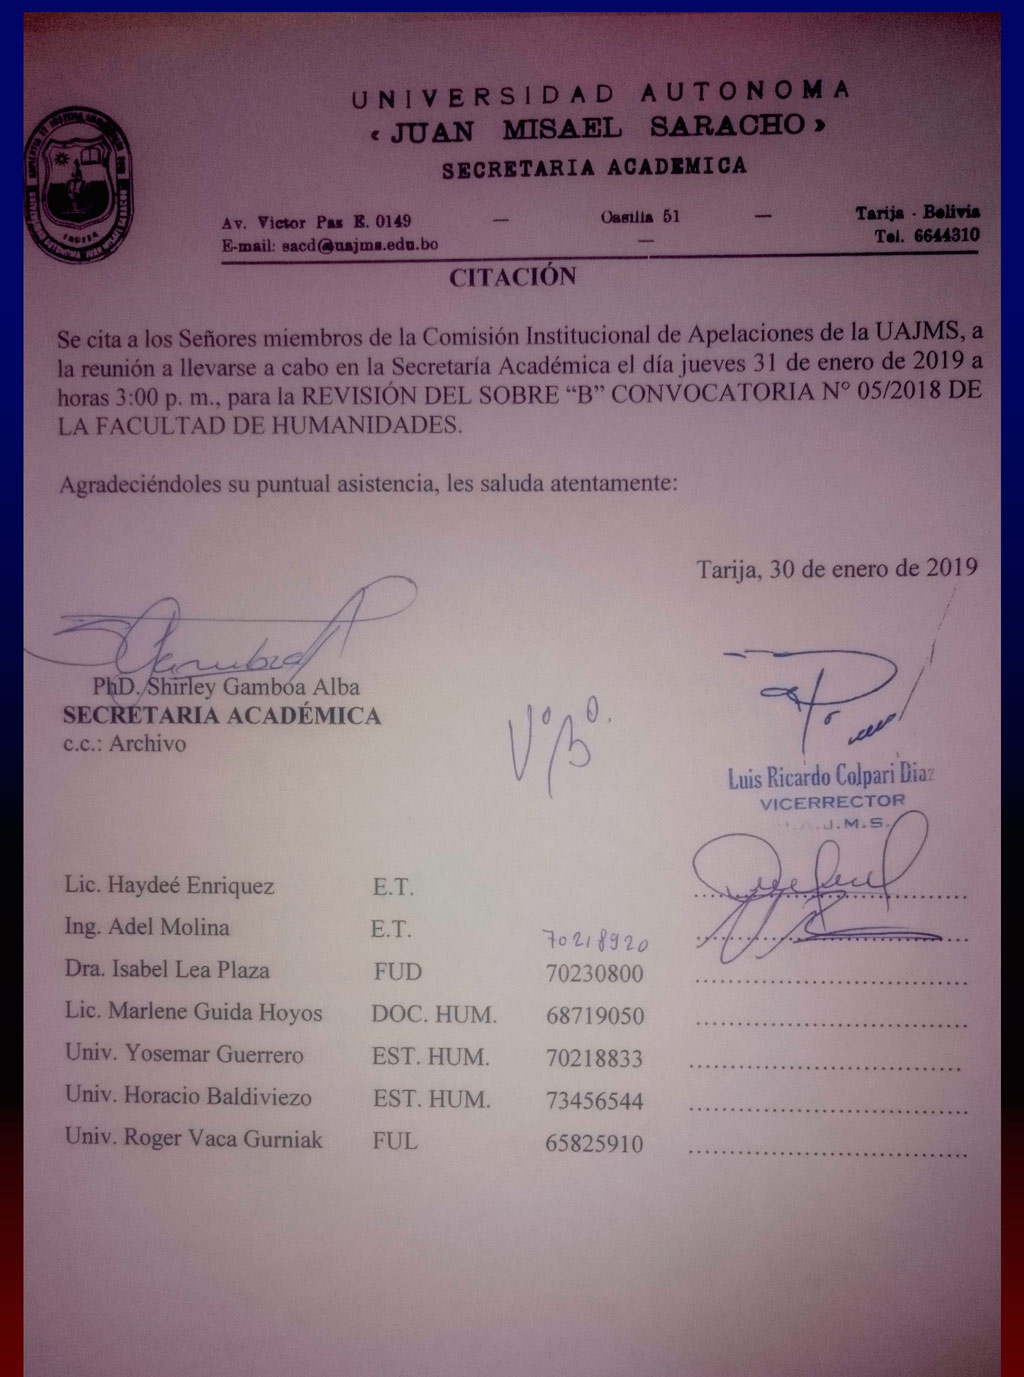 UNIVERSIDAD AUTONOMA
« JUAN MISAEL SARACHO »
SECRETARIA ACADEMICA
Av. Victor Paz E. 0149 — Casilla 51 — Tarija - Bolivia
E-mail: sacd@uajms.edu.bo — Tel. 6644310
CITACIÓN
Se cita a los Señores miembros de la Comisión Institucional de Apelaciones de la UAJMS, a
la reunión a llevarse a cabo en la Secretaría Académica el día jueves 31 de enero de 2019 a
horas 3:00 p. m., para la REVISIÓN DEL SOBRE “B” CONVOCATORIA N° 05/2018 DE
LA FACULTAD DE HUMANIDADES.
Agradeciéndoles su puntual asistencia, les saluda atentamente:
Tarija, 30 de enero de 2019
PhD. Shirley Gamboa Alba
SECRETARIA ACADÉMICA
c.c.: Archivo
V°B°.
Luis Ricardo Colpari Diaz
VICERRECTOR
J.M.S.
Lic. Haydeé Enriquez E.T. ........................................
Ing. Adel Molina E.T. 70218920 ........................................
Dra. Isabel Lea Plaza FUD 70230800 ........................................
Lic. Marlene Guida Hoyos DOC. HUM. 68719050 ........................................
Univ. Yosemar Guerrero EST. HUM. 70218833 ........................................
Univ. Horacio Baldiviezo EST. HUM. 73456544 ........................................
Univ. Roger Vaca Gurniak FUL 65825910 ........................................